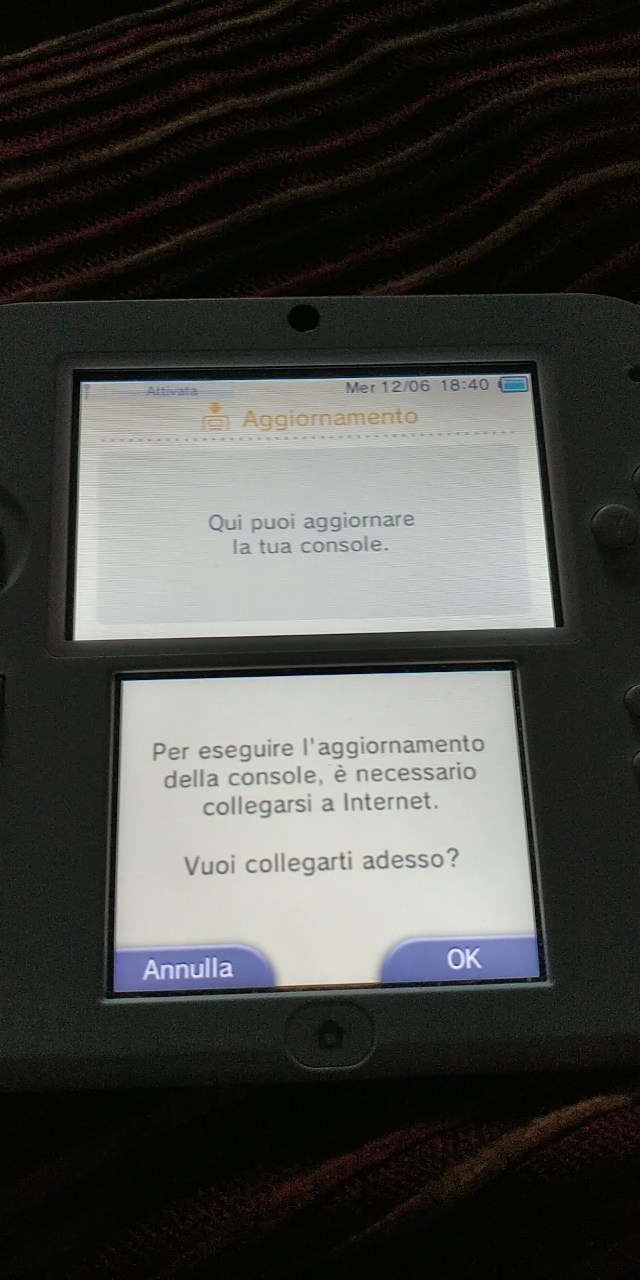 Attivata
Mer 12/06 18:40
Aggiornamento
Qui puoi aggiornare
la tua console.
Per eseguire l'aggiornamento
della console, è necessario
collegarsi a Internet.
Vuoi collegarti adesso?
Annulla
OK